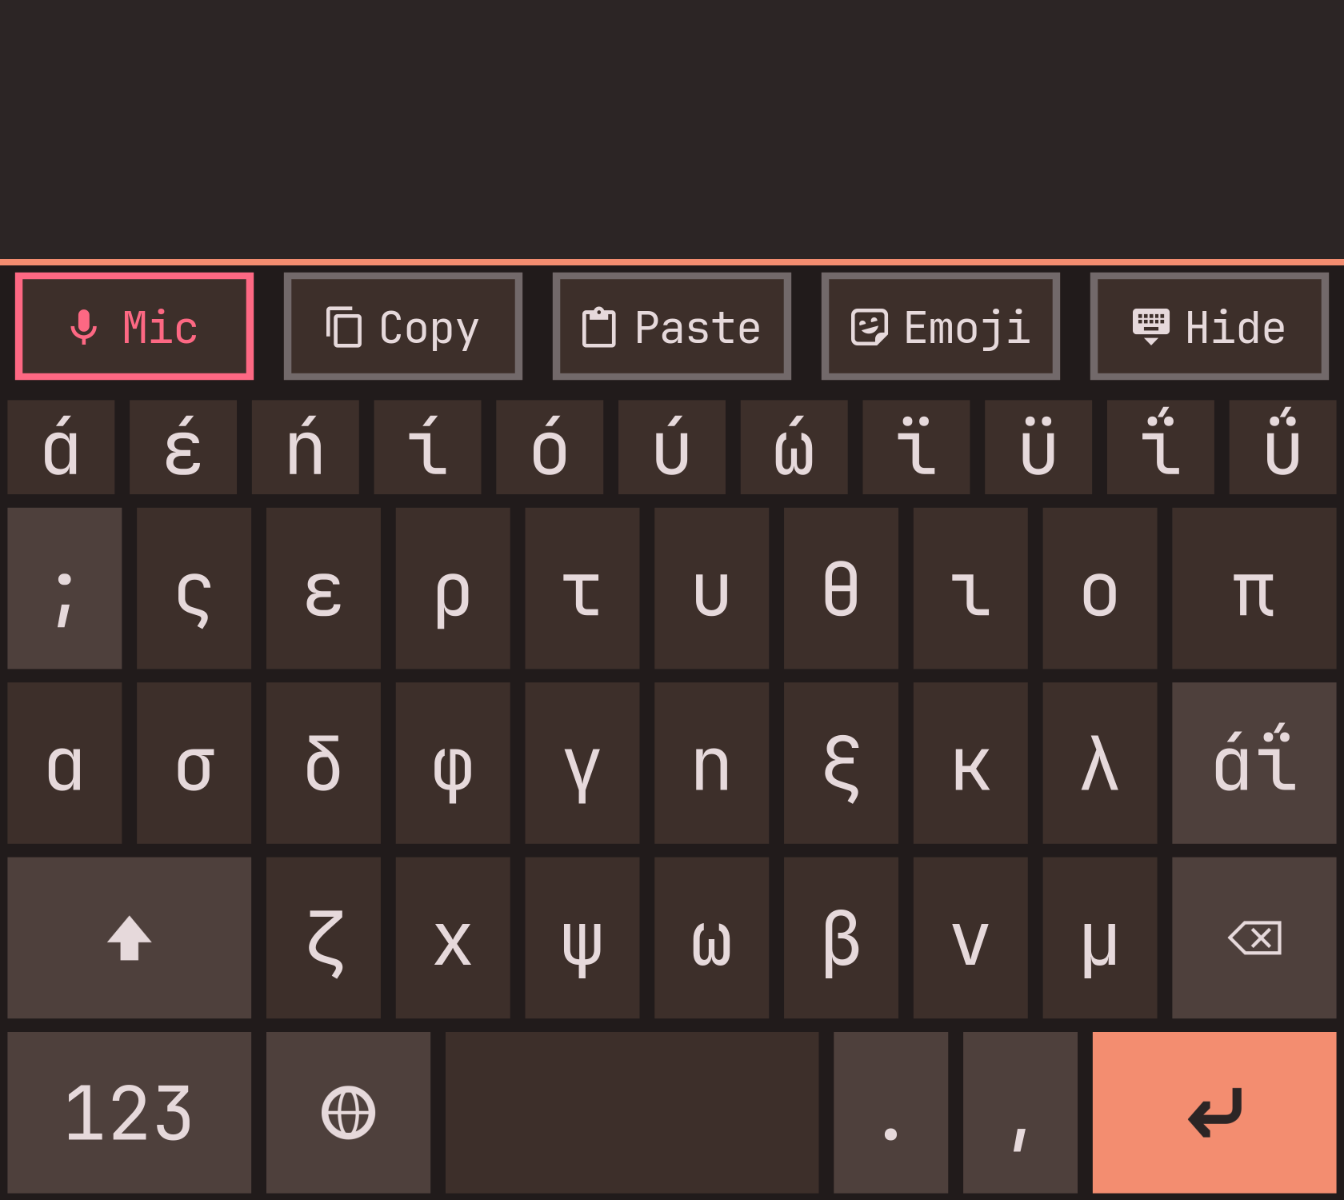 Mic Copy Paste Emoji Hide
ά έ ή ί ό ύ ώ ϊ ϋ ΐ ΰ
; ς ε ρ τ υ θ ι ο π
α σ δ φ γ η ξ κ λ άΐ
ζ χ ψ ω β ν μ
123 . ,